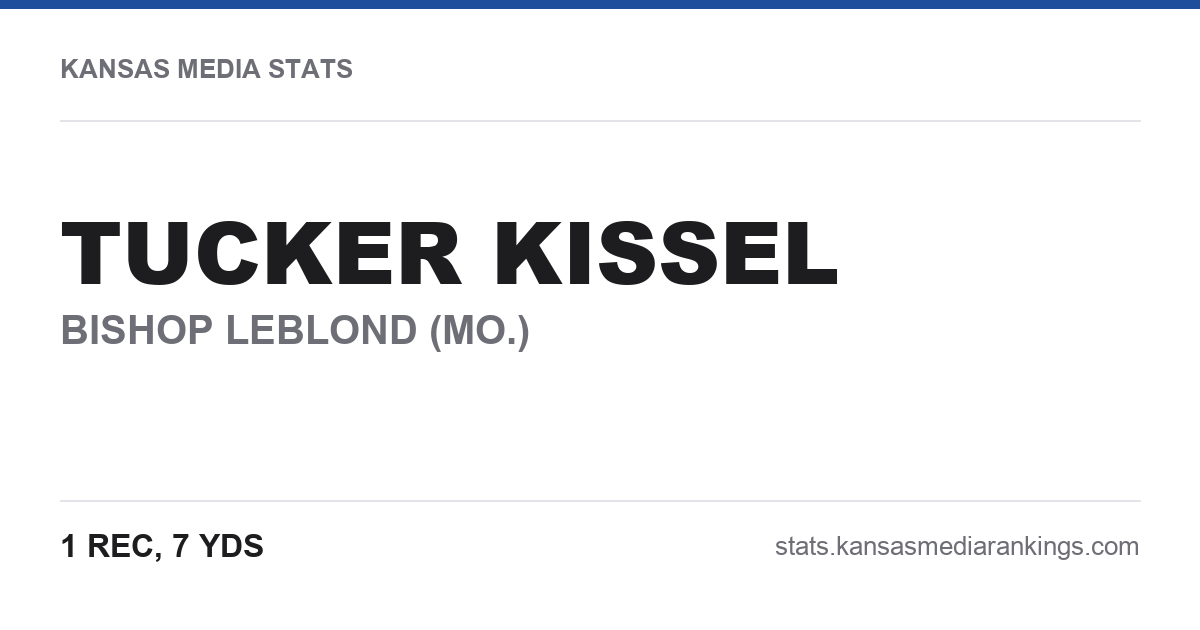 KANSAS MEDIA STATS
TUCKER KISSEL
BISHOP LEBLOND (MO.)
1 REC, 7 YDS
stats.kansasmediarankings.com